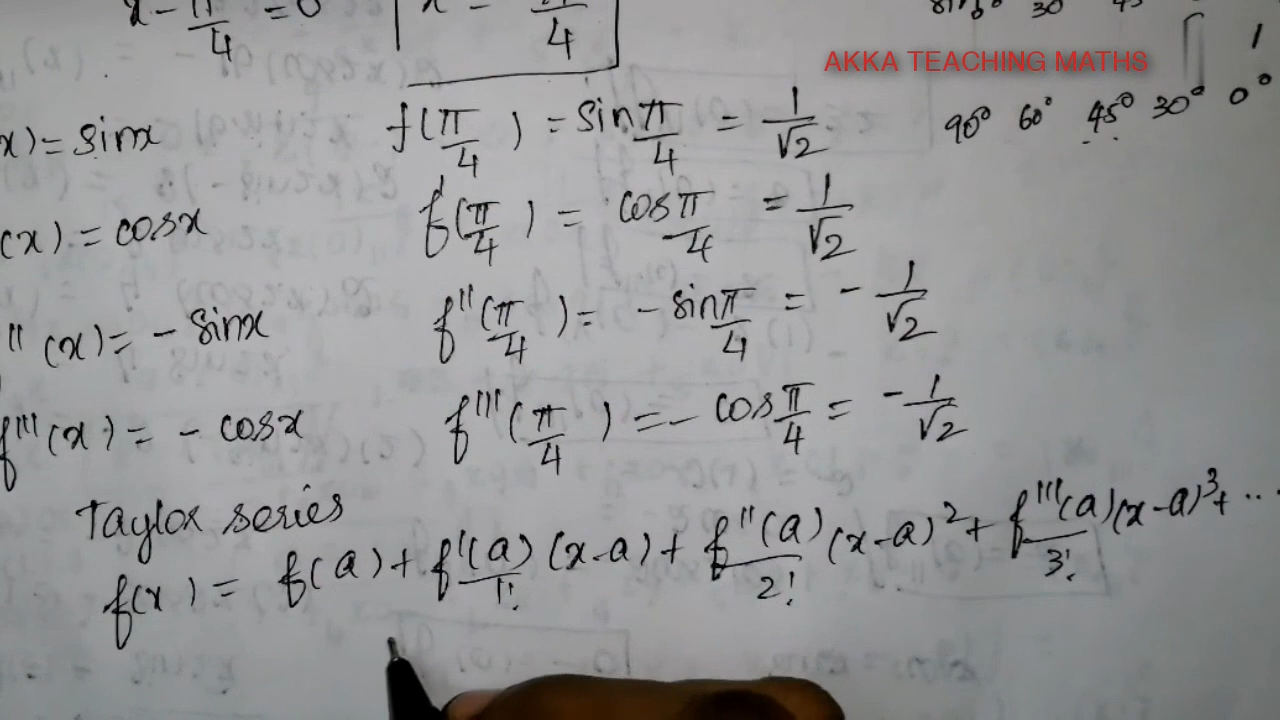 x - π/4 = 0   x = π/4
AKKA TEACHING MATHS
1
90° 60° 45° 30° 0°
x) = sinx   f(π/4) = sin π/4 = 1/√2
(x) = cosx   f'(π/4) = cos π/4 = 1/√2
''(x) = - sinx   f''(π/4) = - sin π/4 = - 1/√2
f'''(x) = - cosx   f'''(π/4) = - cos π/4 = - 1/√2
Taylor series
f(x) = f(a) + f'(a)/1! (x-a) + f''(a)/2! (x-a)² + f'''(a)/3! (x-a)³ + ...